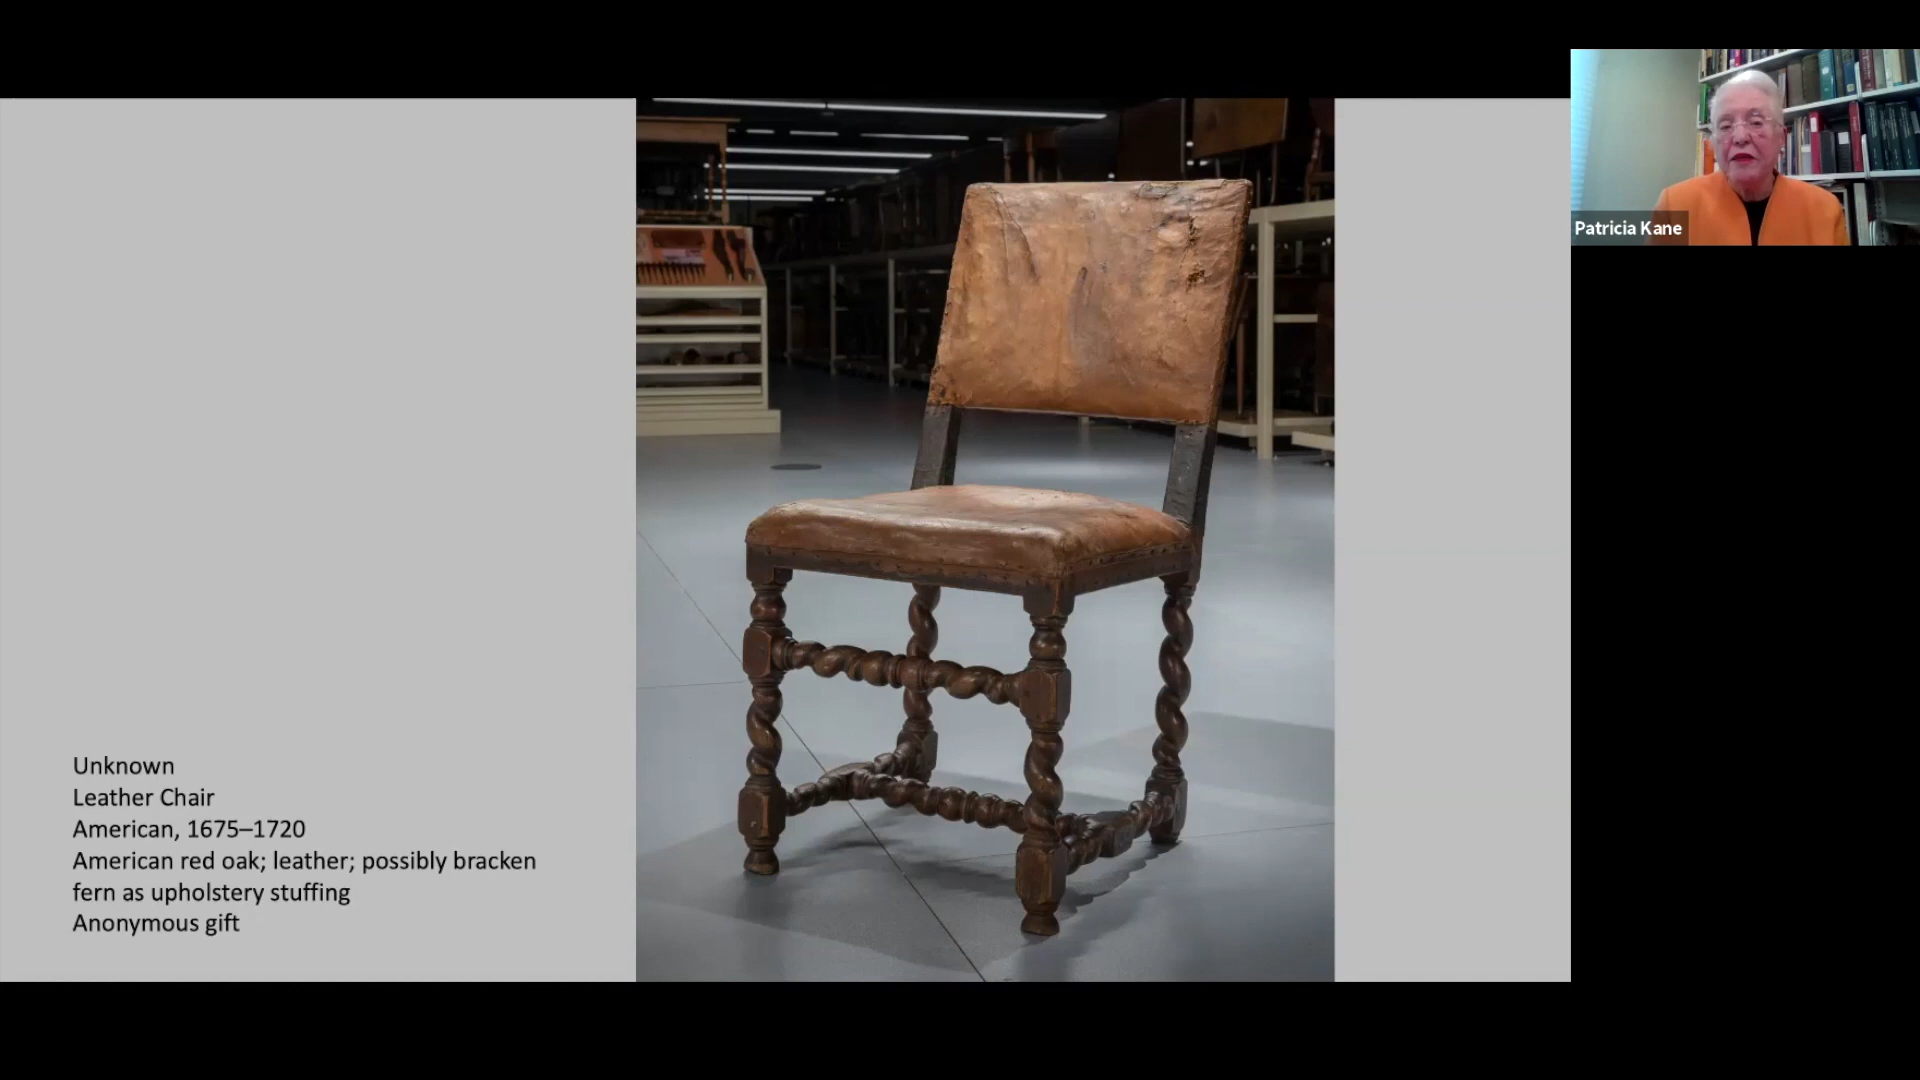 Unknown
Leather Chair
American, 1675–1720
American red oak; leather; possibly bracken
fern as upholstery stuffing
Anonymous gift
Patricia Kane